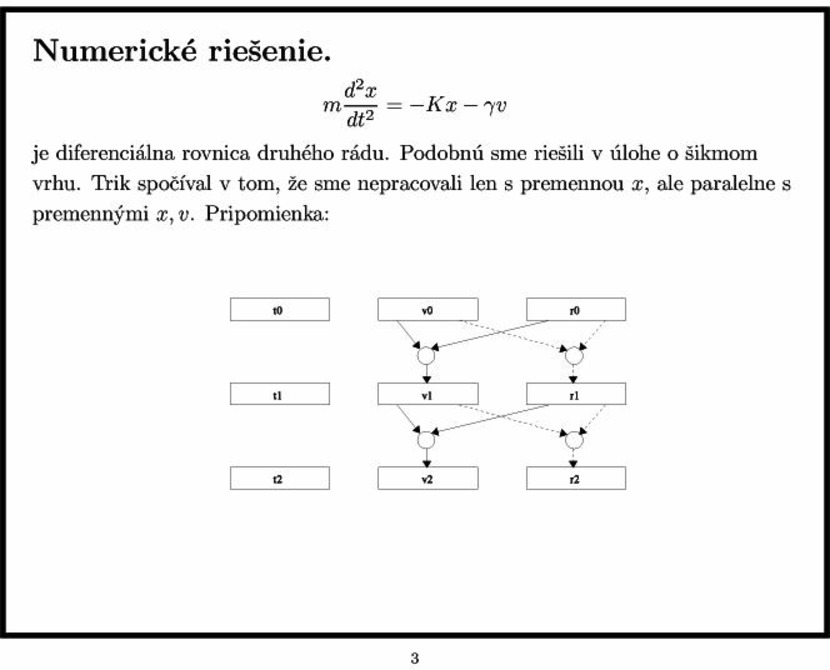 Numerické riešenie.
m d²x/dt² = −Kx − γv
je diferenciálna rovnica druhého rádu. Podobnú sme riešili v úlohe o šikmom
vrhu. Trik spočíval v tom, že sme nepracovali len s premennou x, ale paralelne s
premennými x, v. Pripomienka:
t0 v0 r0
t1 v1 r1
t2 v2 r2
3